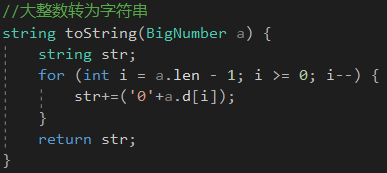 //大整数转为字符串
string toString(BigNumber a) {
    string str;
    for (int i = a.len - 1; i >= 0; i--) {
        str+=('0'+a.d[i]);
    }
    return str;
}